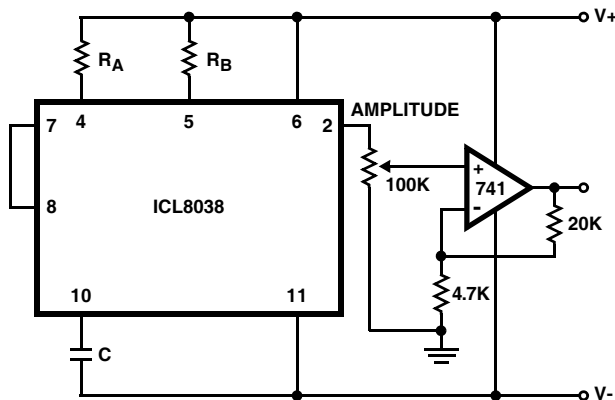 V+
RA
RB
7
4
5
6
2
AMPLITUDE
100K
+
741
-
20K
8
ICL8038
4.7K
10
11
C
V-